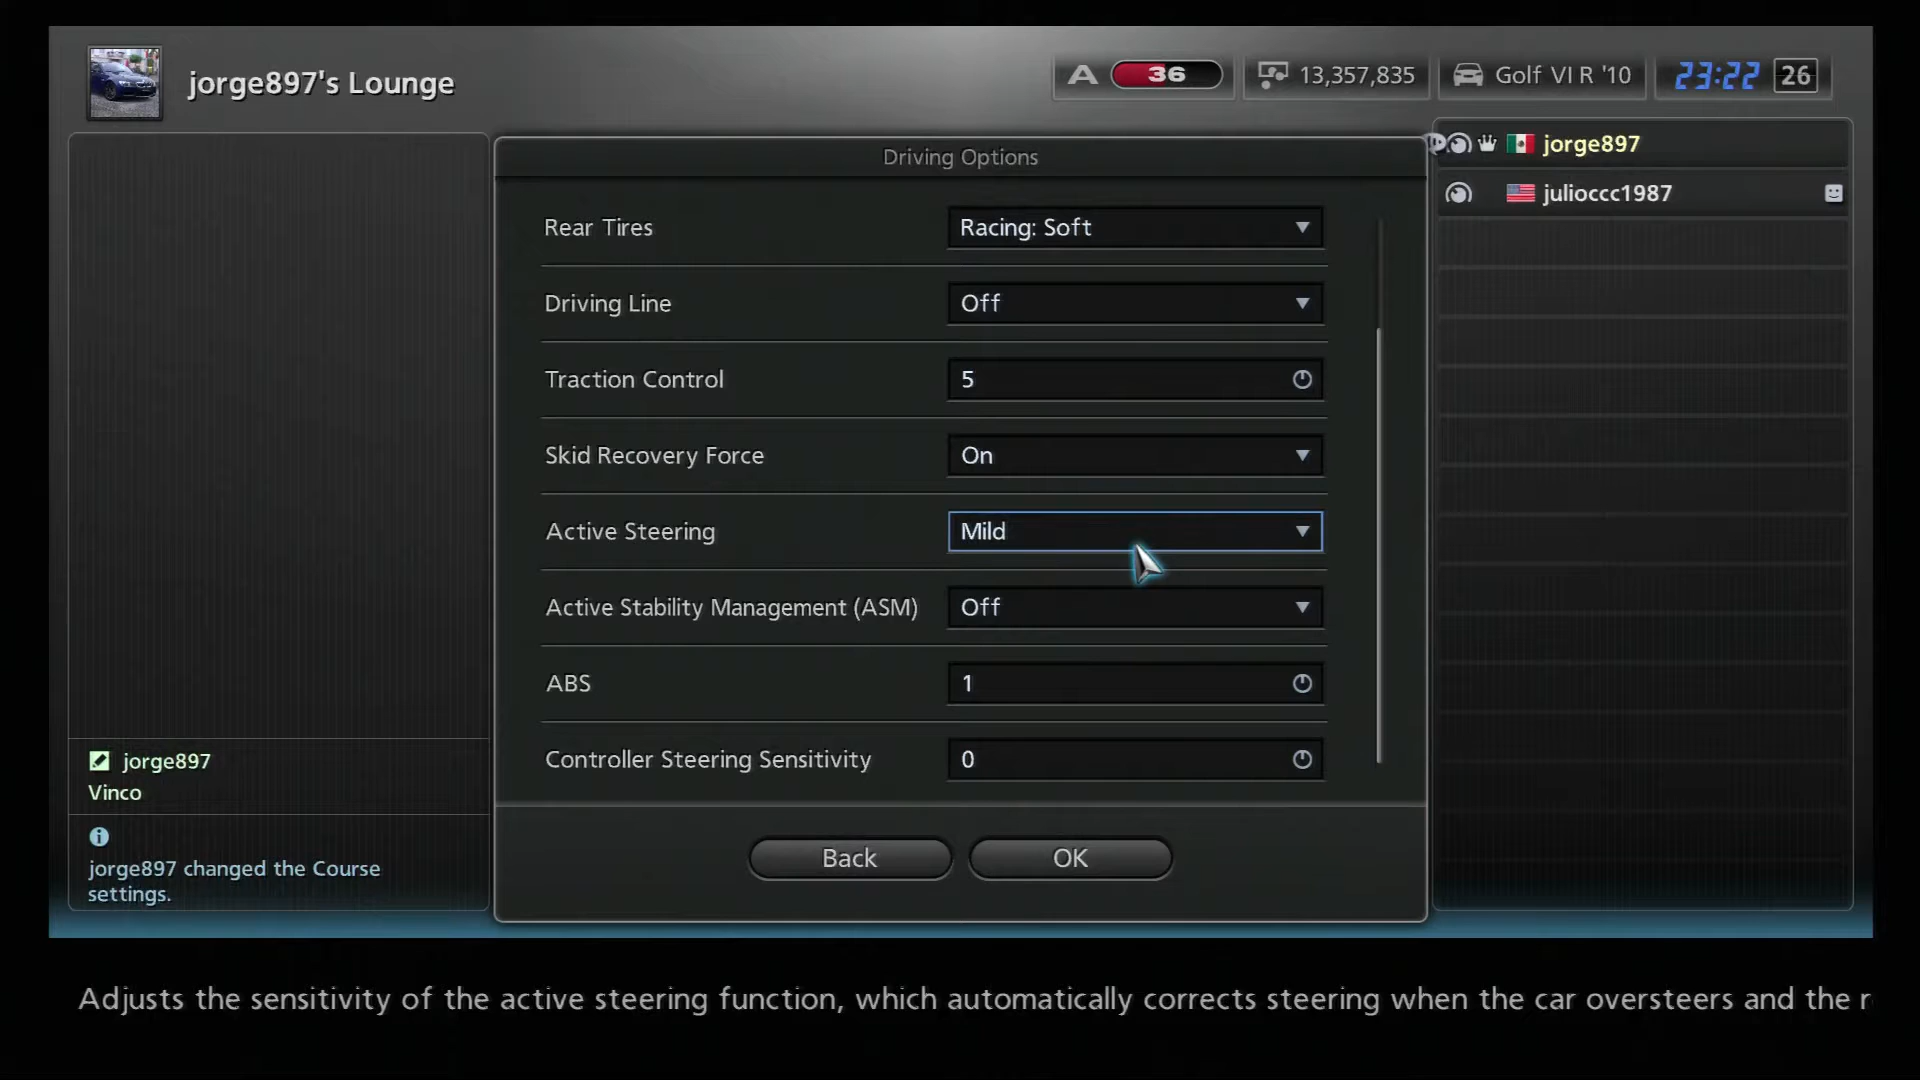 jorge897's Lounge
A 36
13,357,835
Golf VI R '10
23:22 26
Driving Options
Rear Tires
Racing: Soft
Driving Line
Off
Traction Control
5
Skid Recovery Force
On
Active Steering
Mild
Active Stability Management (ASM)
Off
ABS
1
Controller Steering Sensitivity
0
Back
OK
jorge897
julioccc1987
jorge897
Vinco
jorge897 changed the Course
settings.
Adjusts the sensitivity of the active steering function, which automatically corrects steering when the car oversteers and the r